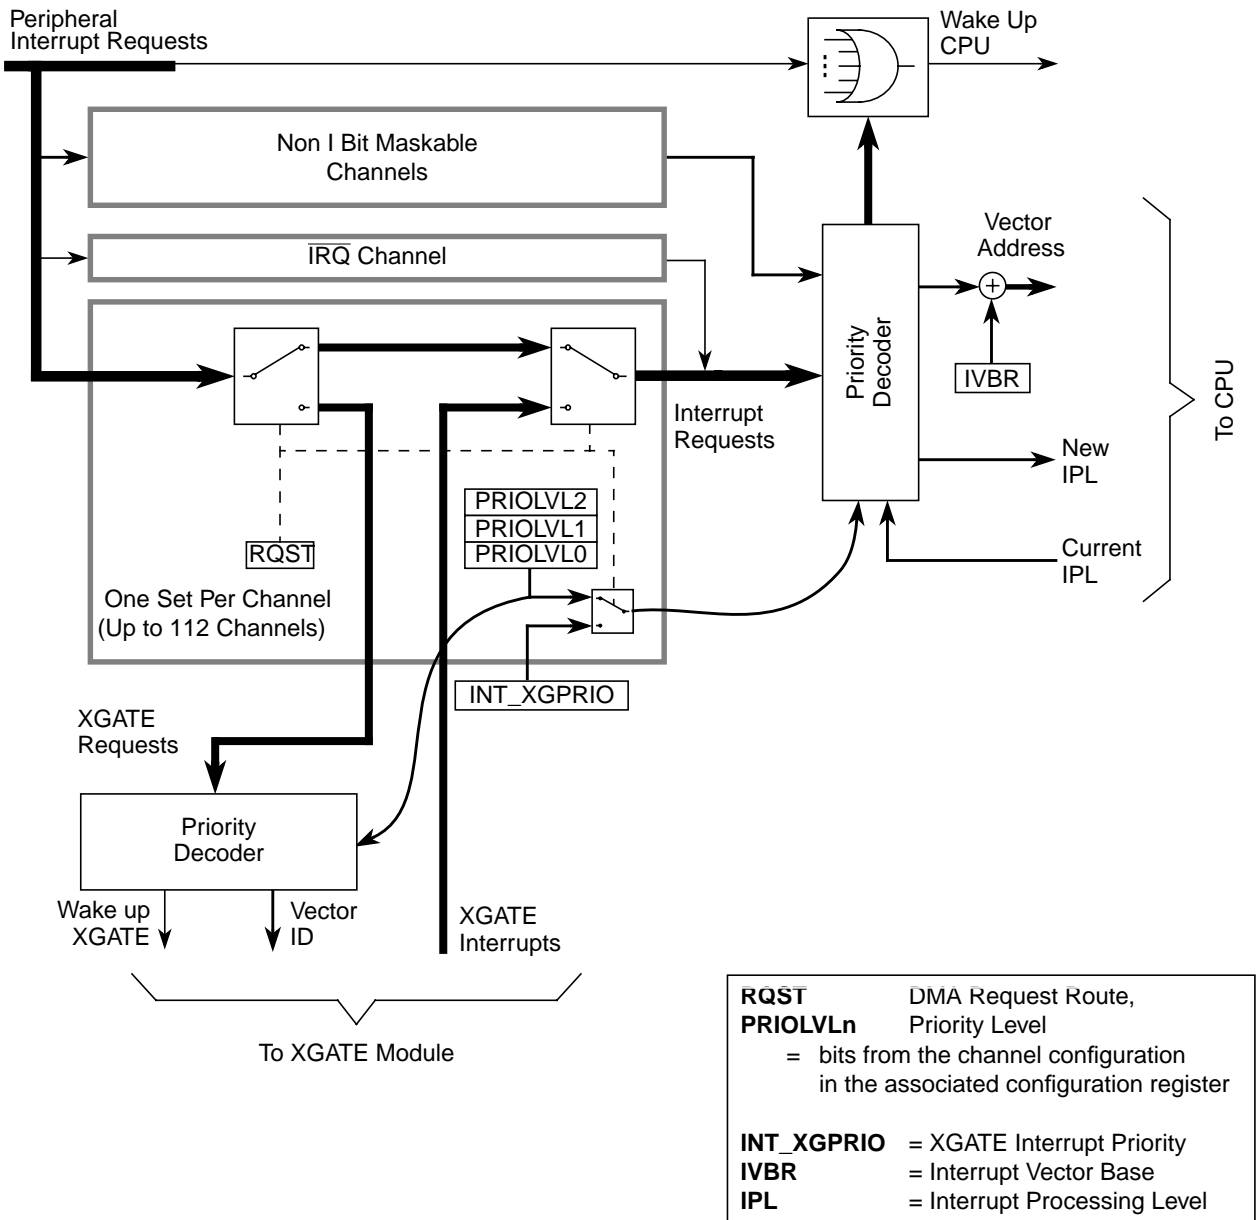 Peripheral
Interrupt Requests
Wake Up
CPU
Non I Bit Maskable
Channels
IRQ Channel
Vector
Address
+
IVBR
Priority
Decoder
To CPU
Interrupt
Requests
New
IPL
PRIOLVL2
PRIOLVL1
PRIOLVL0
RQST
Current
IPL
One Set Per Channel
(Up to 112 Channels)
INT_XGPRIO
XGATE
Requests
Priority
Decoder
Wake up
XGATE
Vector
ID
XGATE
Interrupts
To XGATE Module
RQST DMA Request Route,
PRIOLVLn Priority Level
= bits from the channel configuration
in the associated configuration register
INT_XGPRIO = XGATE Interrupt Priority
IVBR = Interrupt Vector Base
IPL = Interrupt Processing Level